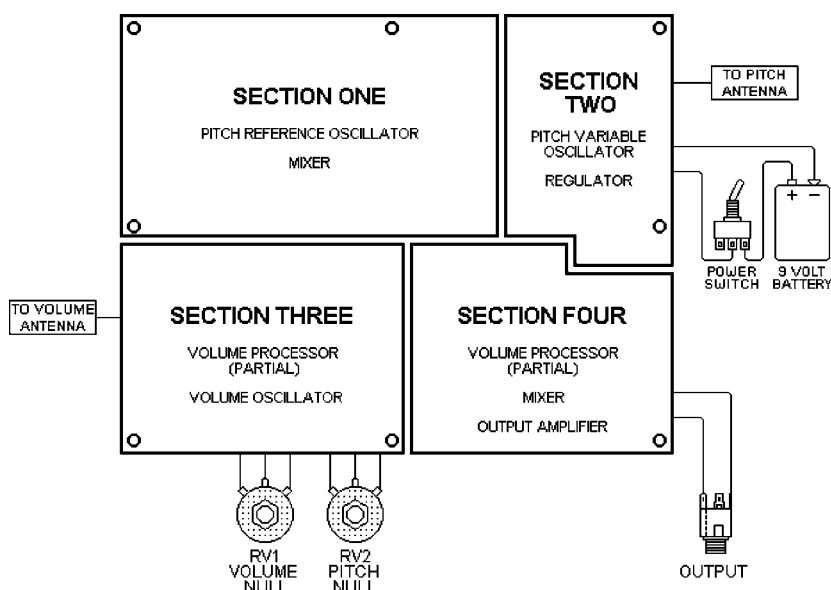 SECTION ONE
PITCH REFERENCE OSCILLATOR
MIXER
SECTION
TWO
PITCH VARIABLE
OSCILLATOR
REGULATOR
TO PITCH
ANTENNA
+ −
POWER
SWITCH
9 VOLT
BATTERY
TO VOLUME
ANTENNA
SECTION THREE
VOLUME PROCESSOR
(PARTIAL)
VOLUME OSCILLATOR
SECTION FOUR
VOLUME PROCESSOR
(PARTIAL)
MIXER
OUTPUT AMPLIFIER
RV1
VOLUME
NULL
RV2
PITCH
NULL
OUTPUT